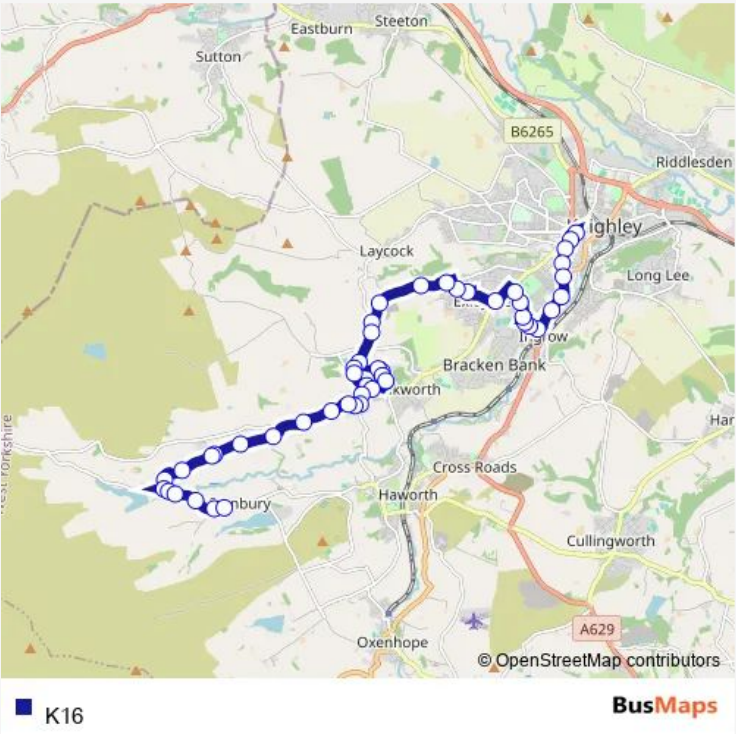 Steeton
Eastburn
Sutton
B6265
Riddlesden
Laycock
Long Lee
Bracken Bank
Cross Roads
Haworth
Cullingworth
A629
Oxenhope
© OpenStreetMap contributors
K16
BusMaps